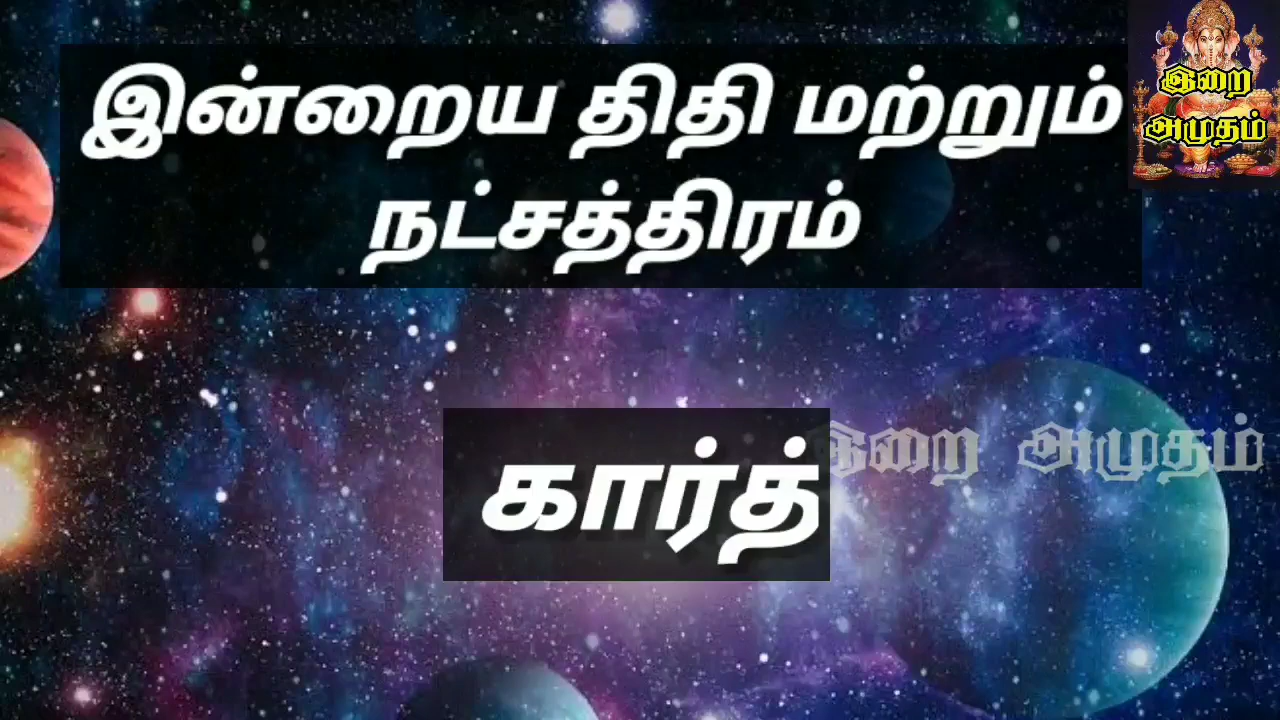 இன்றைய திதி மற்றும்
நட்சத்திரம்
இறை
அமுதம்
கார்த்
இறை அமுதம்